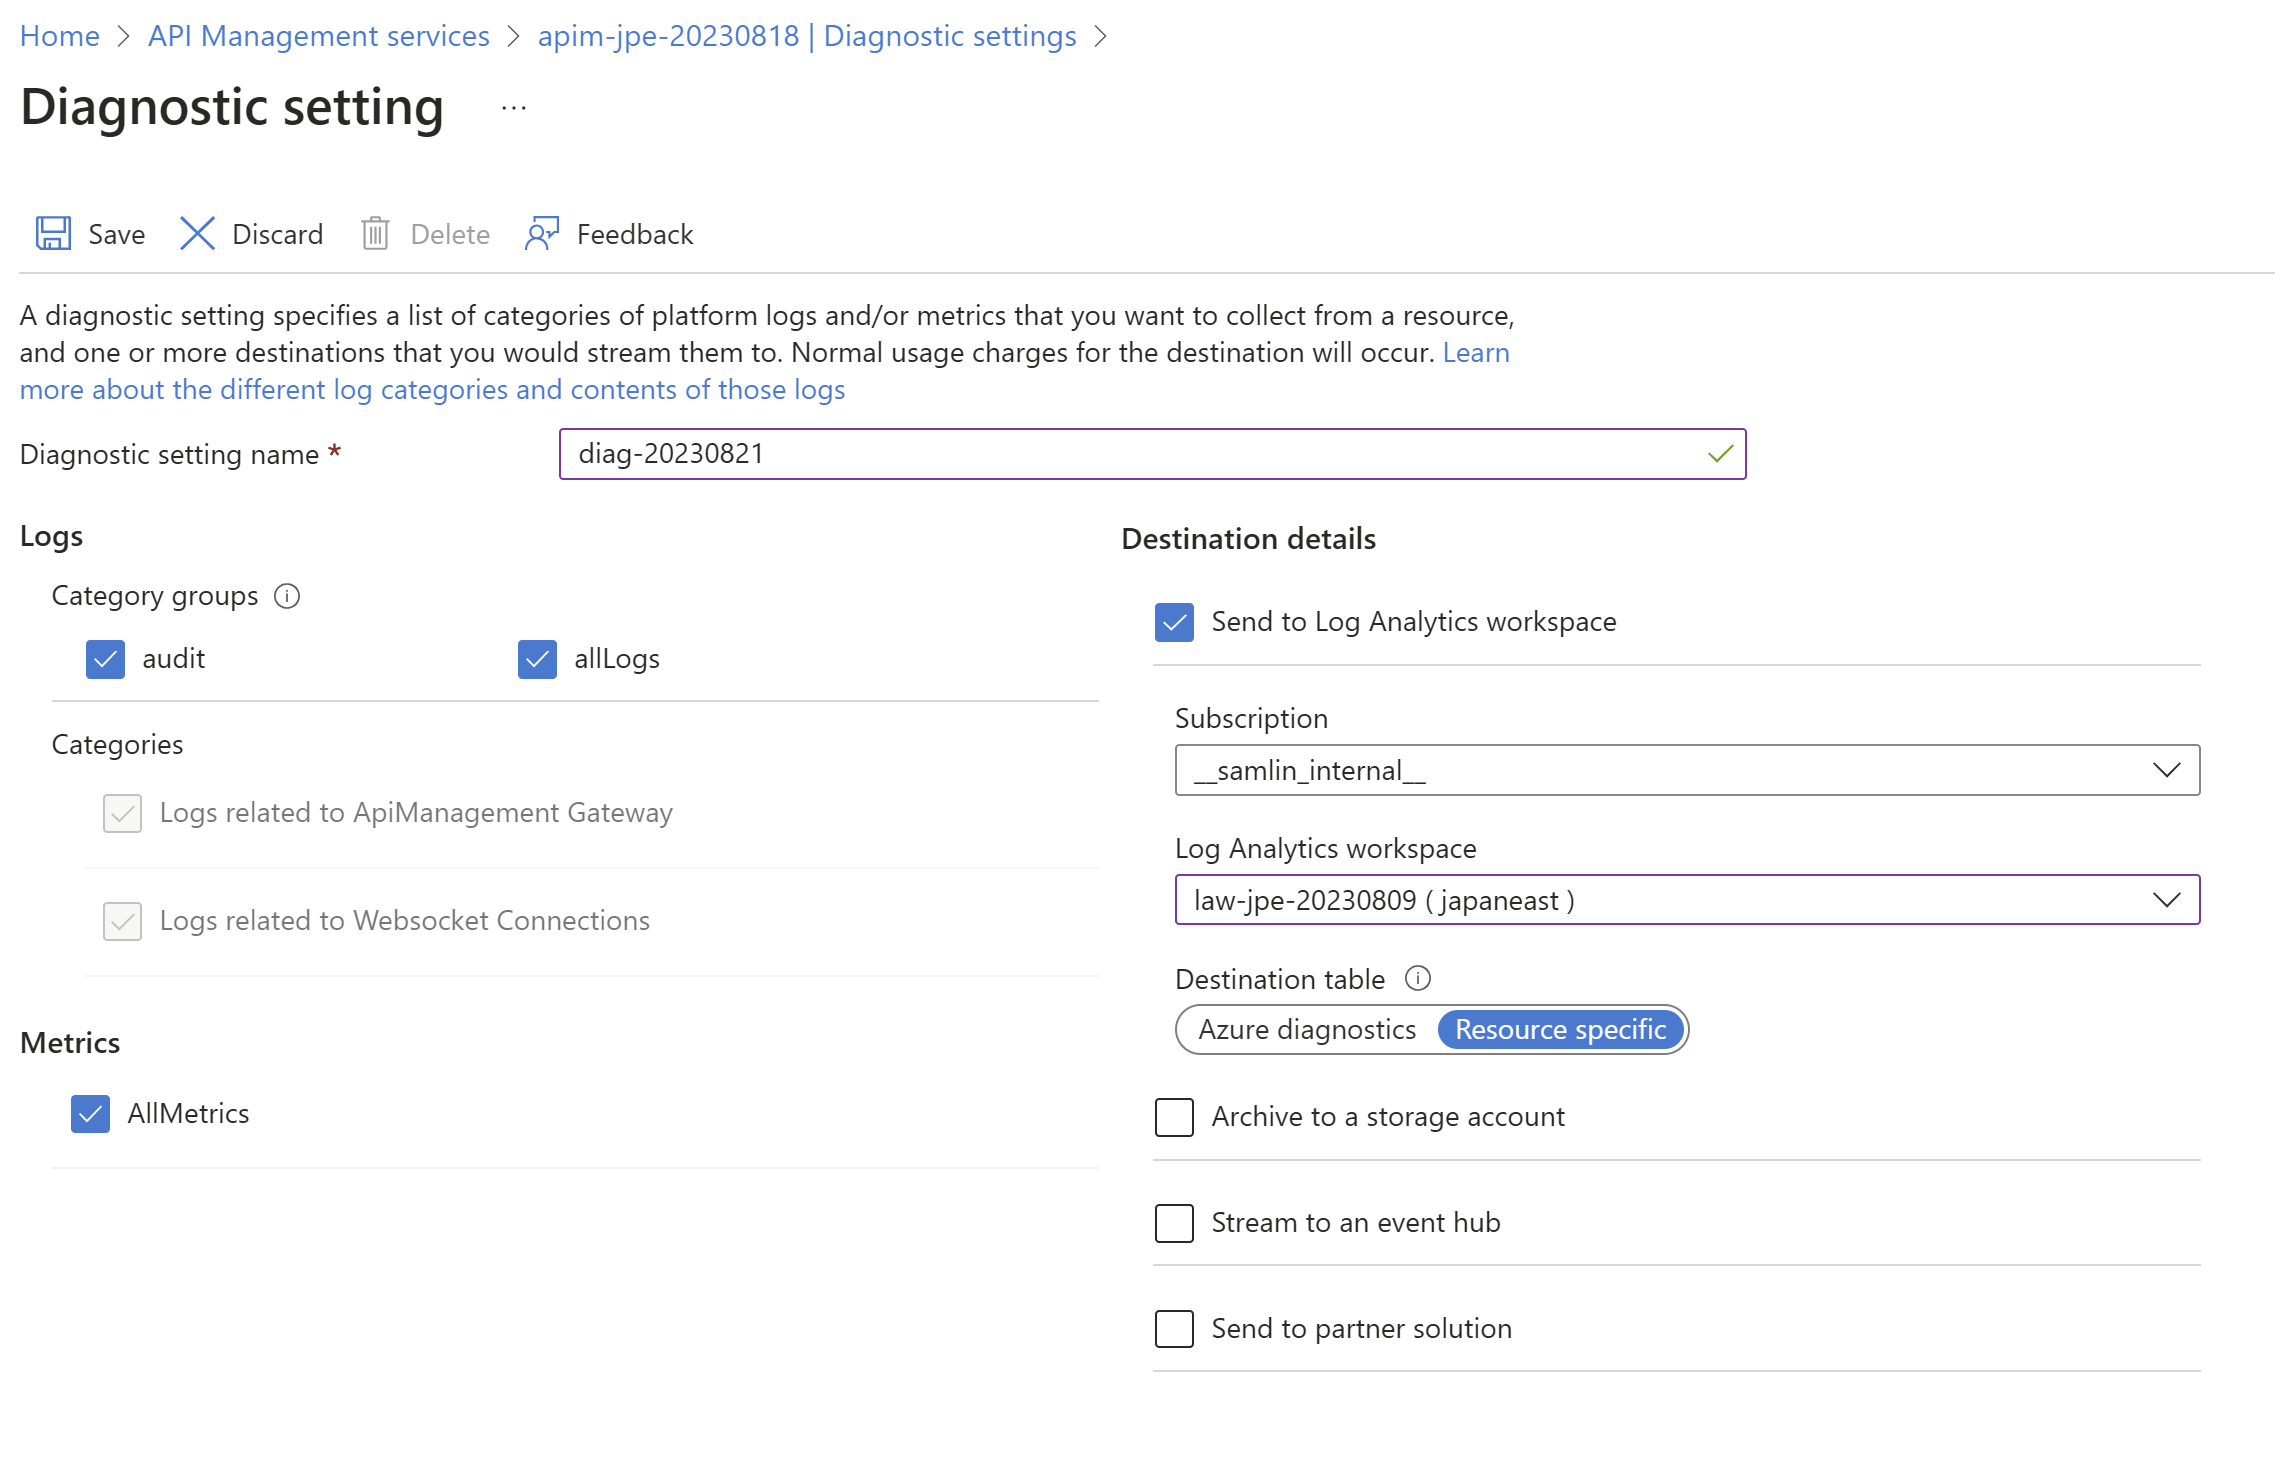 Home > API Management services > apim-jpe-20230818 | Diagnostic settings >
Diagnostic setting ...
Save Discard Delete Feedback
A diagnostic setting specifies a list of categories of platform logs and/or metrics that you want to collect from a resource,
and one or more destinations that you would stream them to. Normal usage charges for the destination will occur. Learn
more about the different log categories and contents of those logs
Diagnostic setting name *
diag-20230821
Logs
Category groups
audit
allLogs
Categories
Logs related to ApiManagement Gateway
Logs related to Websocket Connections
Metrics
AllMetrics
Destination details
Send to Log Analytics workspace
Subscription
__samlin_internal__
Log Analytics workspace
law-jpe-20230809 ( japaneast )
Destination table
Azure diagnostics Resource specific
Archive to a storage account
Stream to an event hub
Send to partner solution